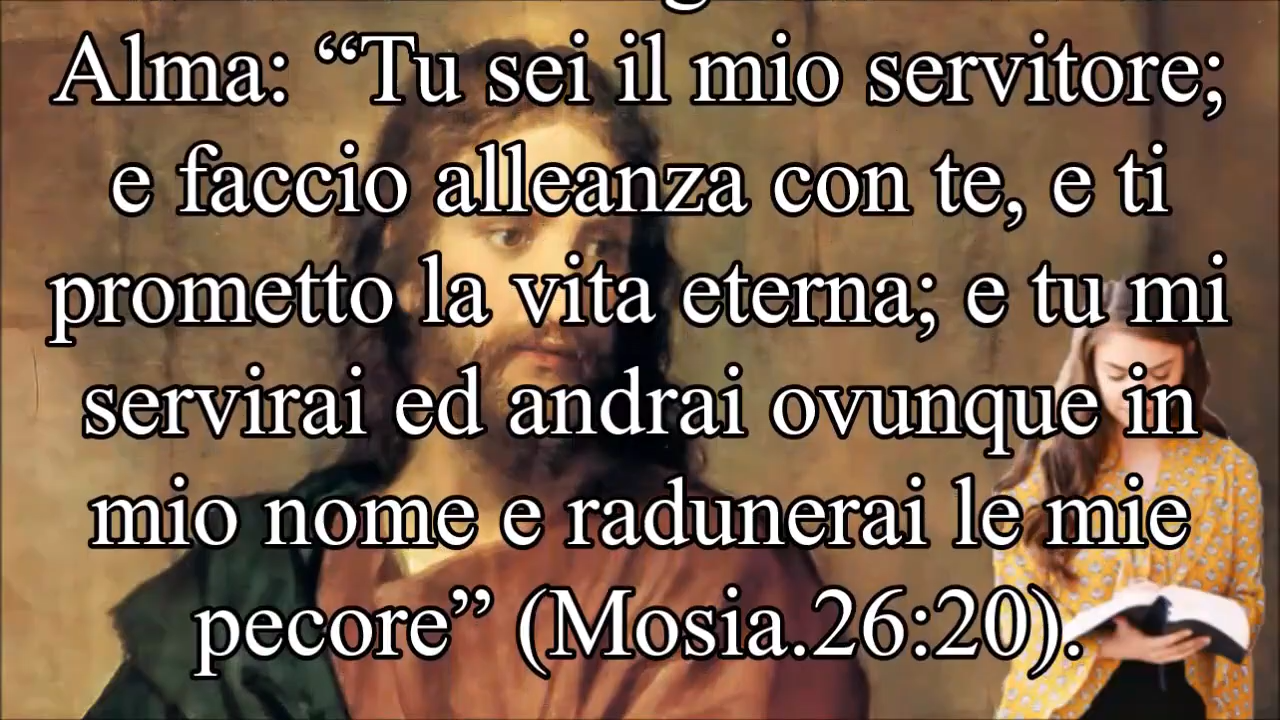 Alma: “Tu sei il mio servitore;
e faccio alleanza con te, e ti
prometto la vita eterna; e tu mi
servirai ed andrai ovunque in
mio nome e radunerai le mie
pecore” (Mosia.26:20).